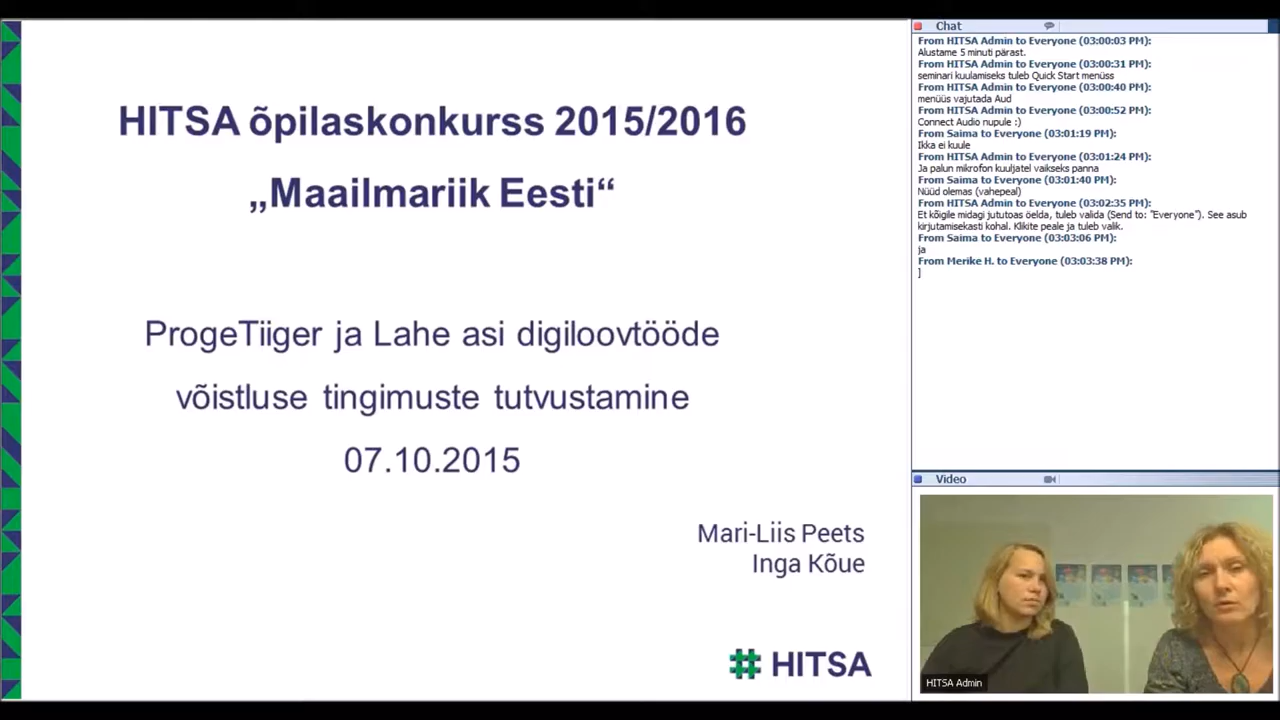 HITSA õpilaskonkurss 2015/2016
„Maailmariik Eesti“
ProgeTiiger ja Lahe asi digiloovtööde
võistluse tingimuste tutvustamine
07.10.2015
Mari-Liis Peets
Inga Kõue
HITSA
Chat
From HITSA Admin to Everyone (03:00:03 PM):
Alustame 5 minuti pärast.
From HITSA Admin to Everyone (03:00:31 PM):
seminari kuulamiseks tuleb Quick Start menüss
From HITSA Admin to Everyone (03:00:40 PM):
menüüs vajutada Aud
From HITSA Admin to Everyone (03:00:52 PM):
Connect Audio nupule :)
From Saima to Everyone (03:01:19 PM):
Ikka ei kuule
From HITSA Admin to Everyone (03:01:24 PM):
Ja palun mikrofon kuuljatel vaikseks panna
From Saima to Everyone (03:01:40 PM):
Nüüd olemas (vahepeal)
From HITSA Admin to Everyone (03:02:35 PM):
Et kõigile midagi jututoas öelda, tuleb valida (Send to: "Everyone"). See asub
kirjutamisekasti kohal. Klikite peale ja tuleb valik.
From Saima to Everyone (03:03:06 PM):
ja
From Merike H. to Everyone (03:03:38 PM):
]
Video
HITSA Admin